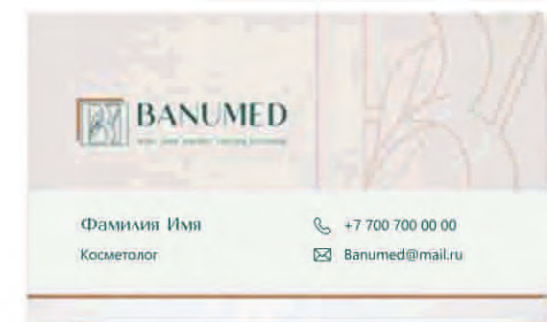 BANUMED
Фамилия Имя
Косметолог
+7 700 700 00 00
Banumed@mail.ru